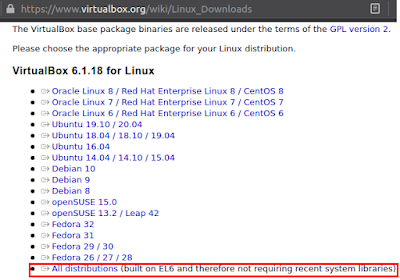 https://www.virtualbox.org/wiki/Linux_Downloads
The VirtualBox base package binaries are released under the terms of the GPL version 2.
Please choose the appropriate package for your Linux distribution.
VirtualBox 6.1.18 for Linux
Oracle Linux 8 / Red Hat Enterprise Linux 8 / CentOS 8
Oracle Linux 7 / Red Hat Enterprise Linux 7 / CentOS 7
Oracle Linux 6 / Red Hat Enterprise Linux 6 / CentOS 6
Ubuntu 19.10 / 20.04
Ubuntu 18.04 / 18.10 / 19.04
Ubuntu 16.04
Ubuntu 14.04 / 14.10 / 15.04
Debian 10
Debian 9
Debian 8
openSUSE 15.0
openSUSE 13.2 / Leap 42
Fedora 32
Fedora 31
Fedora 29 / 30
Fedora 26 / 27 / 28
All distributions (built on EL6 and therefore not requiring recent system libraries)